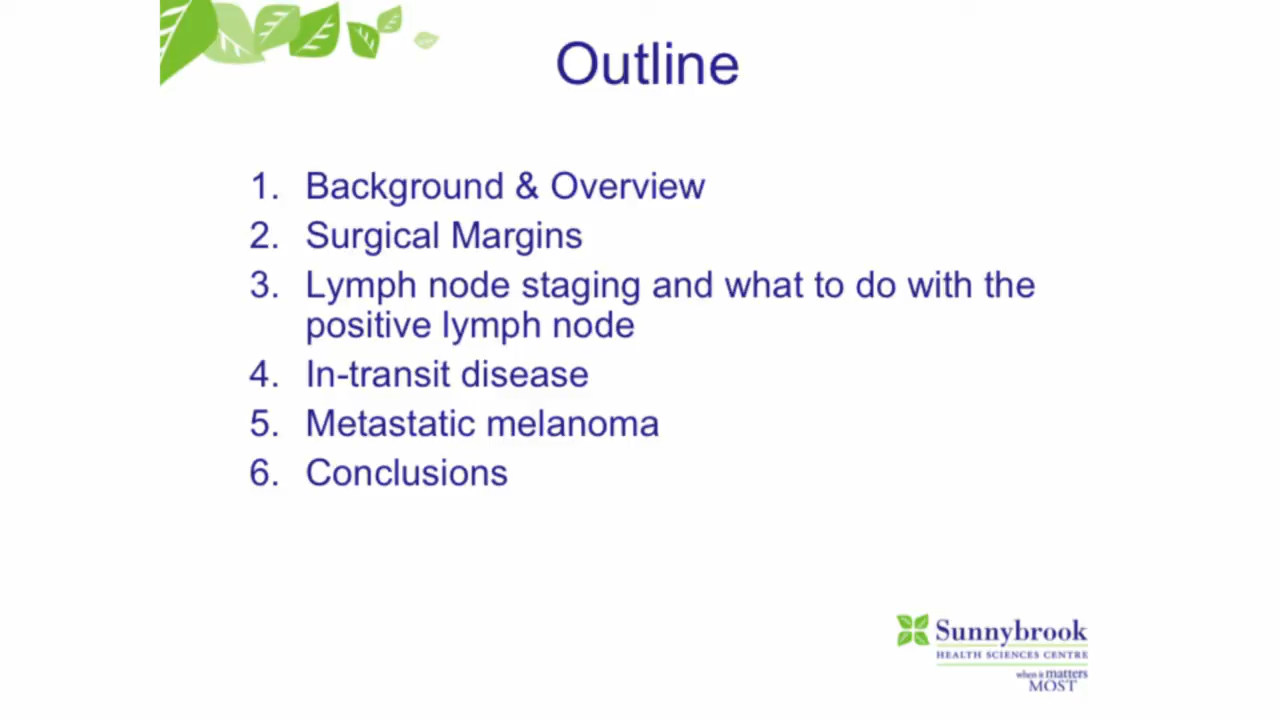 Outline
1. Background & Overview
2. Surgical Margins
3. Lymph node staging and what to do with the
positive lymph node
4. In-transit disease
5. Metastatic melanoma
6. Conclusions
Sunnybrook
HEALTH SCIENCES CENTRE
when it matters
MOST